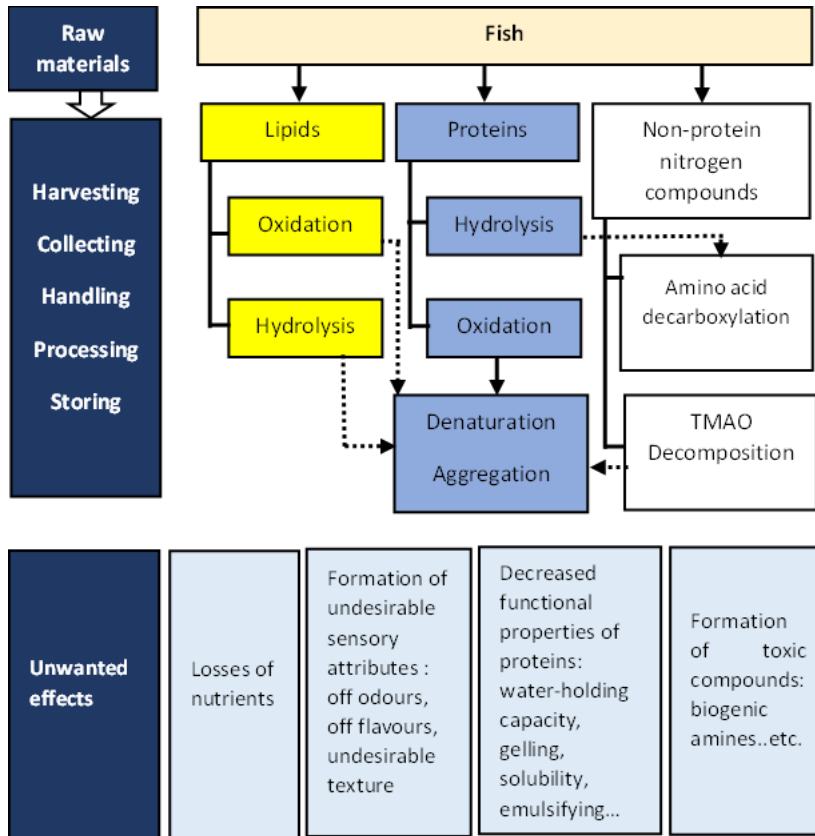 Raw
materials
Fish
Lipids
Proteins
Non-protein
nitrogen
compounds
Harvesting
Collecting
Handling
Processing
Storing
Oxidation
Hydrolysis
Amino acid
decarboxylation
Hydrolysis
Oxidation
Denaturation
Aggregation
TMAO
Decomposition
Unwanted
effects
Losses of
nutrients
Formation of
undesirable
sensory
attributes :
off odours,
off flavours,
undesirable
texture
Decreased
functional
properties of
proteins:
water-holding
capacity,
gelling,
solubility,
emulsifying...
Formation
of toxic
compounds:
biogenic
amines..etc.